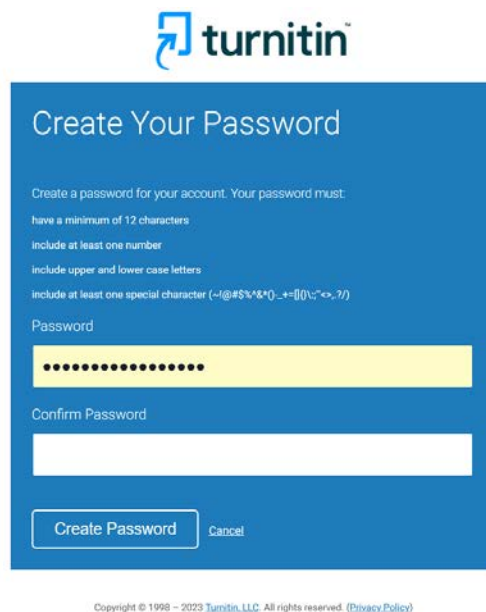 turnitin™
Create Your Password
Create a password for your account. Your password must:
have a minimum of 12 characters
include at least one number
include upper and lower case letters
include at least one special character (~!@#$%^&*()-_+=[]{}\:;"'<>,.?/)
Password
•••••••••••••••••
Confirm Password
Create Password Cancel
Copyright © 1998 – 2023 Turnitin, LLC. All rights reserved. (Privacy Policy)